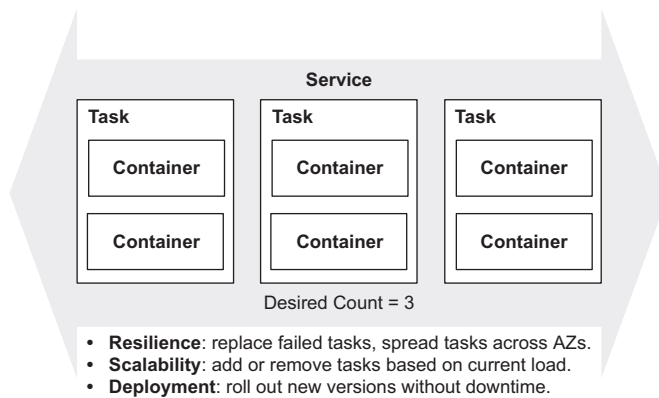 Service
Task Task Task
Container Container Container
Container Container Container
Desired Count = 3
• Resilience: replace failed tasks, spread tasks across AZs.
• Scalability: add or remove tasks based on current load.
• Deployment: roll out new versions without downtime.